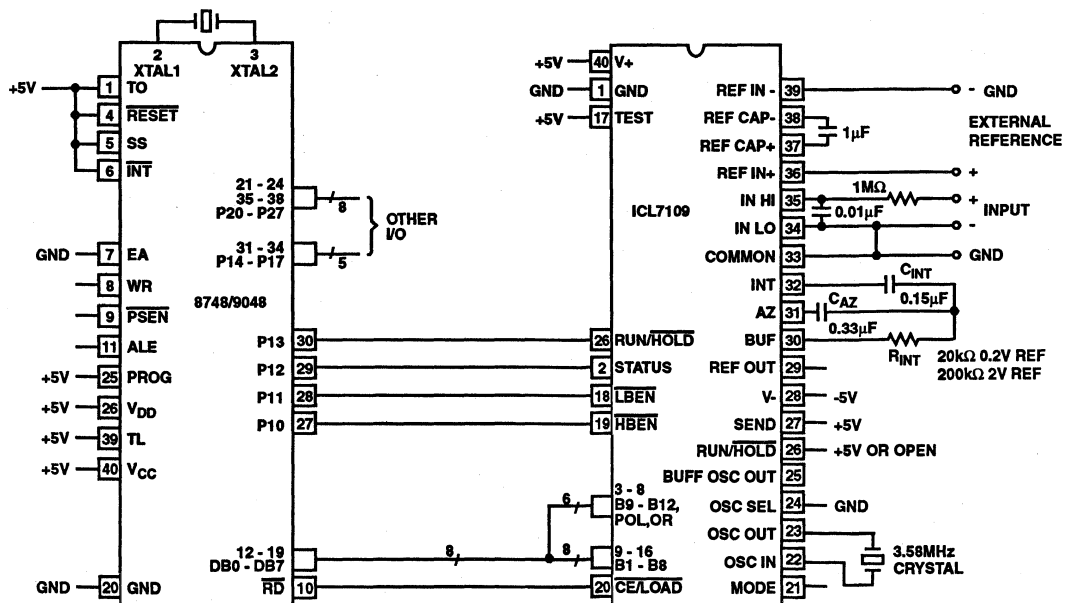 2
3
XTAL1
XTAL2
+5V
1 TO
4 RESET
5 SS
6 INT
21 - 24
35 - 38
P20 - P27
8
OTHER
I/O
31 - 34
P14 - P17
5
GND 7 EA
8 WR
8748/9048
9 PSEN
11 ALE
+5V 25 PROG
+5V 26 VDD
+5V 39 TL
+5V 40 VCC
P13 30
P12 29
P11 28
P10 27
12 - 19
DB0 - DB7
8
6
8
GND 20 GND
RD 10
+5V 40 V+
GND 1 GND
+5V 17 TEST
ICL7109
26 RUN/HOLD
2 STATUS
18 LBEN
19 HBEN
3 - 8
B9 - B12,
POL,OR
9 - 16
B1 - B8
20 CE/LOAD
REF IN - 39 - GND
REF CAP- 38
1µF
EXTERNAL
REFERENCE
REF CAP+ 37
REF IN+ 36 +
1MΩ
IN HI 35 +
0.01µF
INPUT
IN LO 34 -
COMMON 33 GND
INT 32
CINT
0.15µF
AZ 31
CAZ
0.33µF
BUF 30
RINT
20kΩ 0.2V REF
200kΩ 2V REF
REF OUT 29
V- 28 -5V
SEND 27 +5V
RUN/HOLD 26 +5V OR OPEN
BUFF OSC OUT 25
OSC SEL 24 GND
OSC OUT 23
3.58MHz
CRYSTAL
OSC IN 22
MODE 21